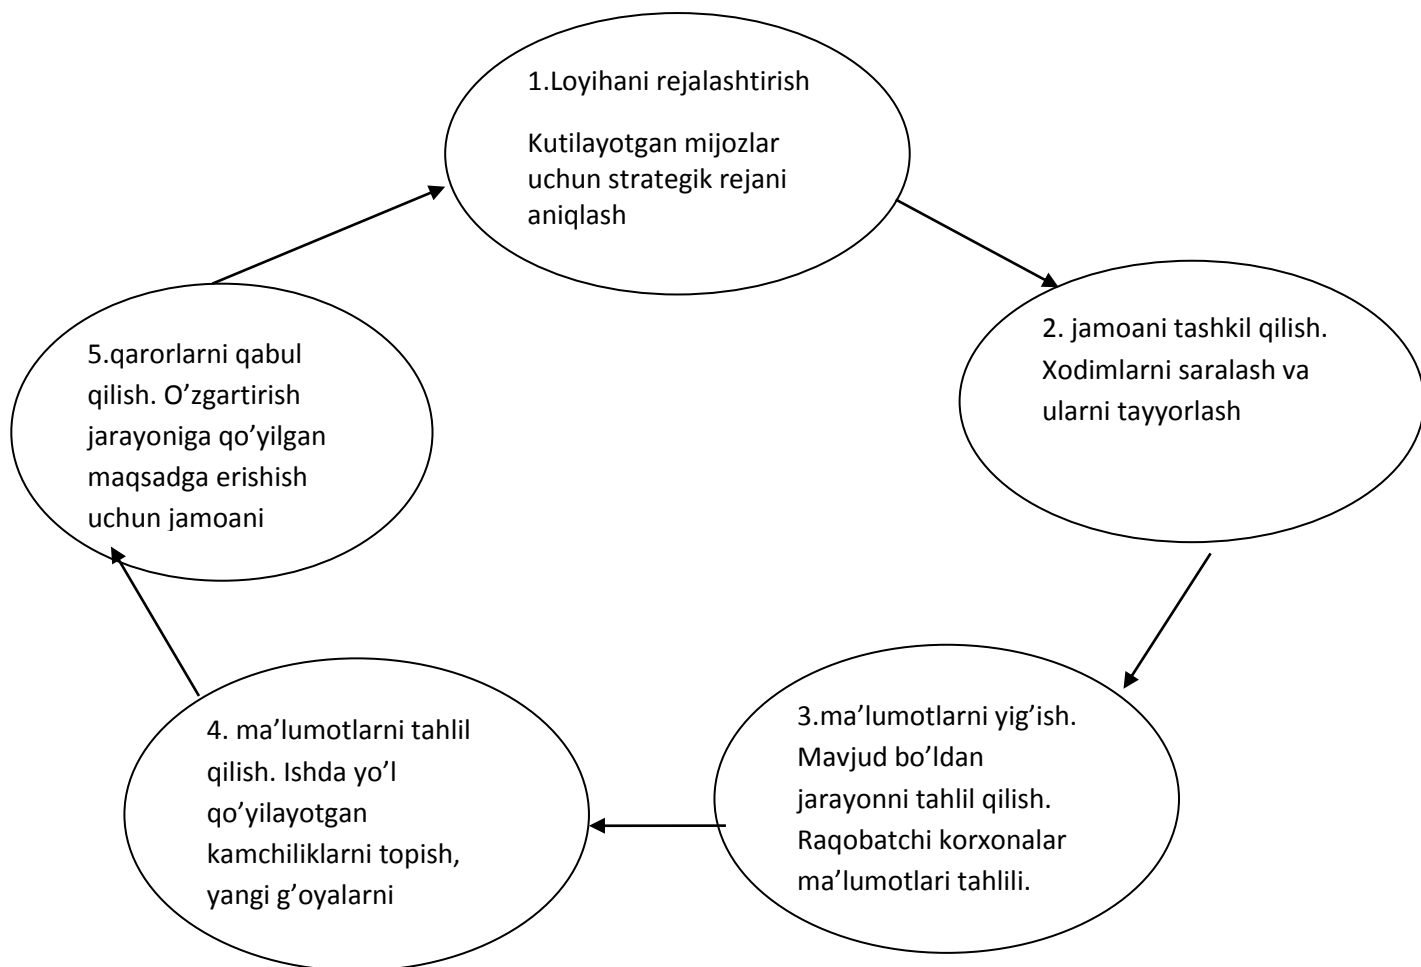 1.Loyihani rejalashtirish
Kutilayotgan mijozlar
uchun strategik rejani
aniqlash
2. jamoani tashkil qilish.
Xodimlarni saralash va
ularni tayyorlash
3.ma’lumotlarni yig’ish.
Mavjud bo’ldan
jarayonni tahlil qilish.
Raqobatchi korxonalar
ma’lumotlari tahlili.
4. ma’lumotlarni tahlil
qilish. Ishda yo’l
qo’yilayotgan
kamchiliklarni topish,
yangi g’oyalarni
5.qarorlarni qabul
qilish. O’zgartirish
jarayoniga qo’yilgan
maqsadga erishish
uchun jamoani